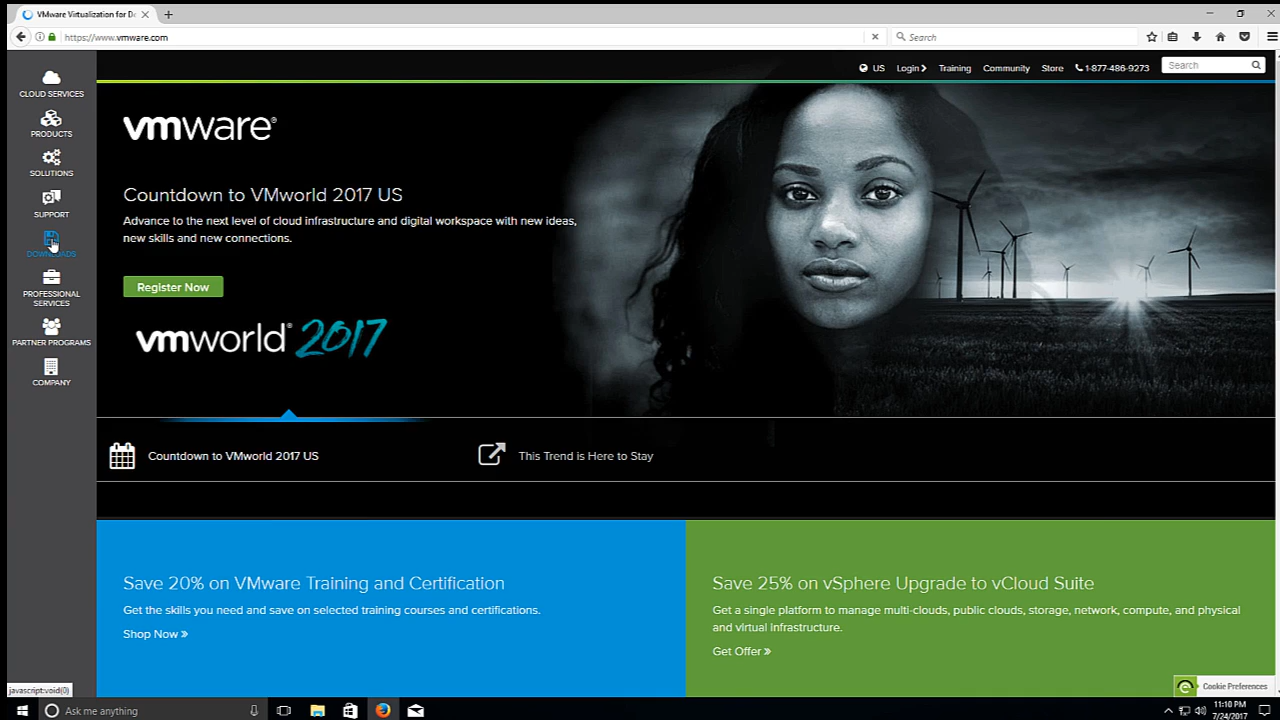 VMware Virtualization for De
https://www.vmware.com
Search
US
Login
Training
Community
Store
1-877-486-9273
Search
CLOUD SERVICES
PRODUCTS
SOLUTIONS
SUPPORT
DOWNLOADS
PROFESSIONAL
SERVICES
PARTNER PROGRAMS
COMPANY
vmware®
Countdown to VMworld 2017 US
Advance to the next level of cloud infrastructure and digital workspace with new ideas,
new skills and new connections.
Register Now
vmworld® 2017
Countdown to VMworld 2017 US
This Trend is Here to Stay
Save 20% on VMware Training and Certification
Get the skills you need and save on selected training courses and certifications.
Shop Now »
Save 25% on vSphere Upgrade to vCloud Suite
Get a single platform to manage multi-clouds, public clouds, storage, network, compute, and physical
and virtual infrastructure.
Get Offer »
javascript:void(0)
Cookie Preferences
Ask me anything
11:10 PM
7/24/2017